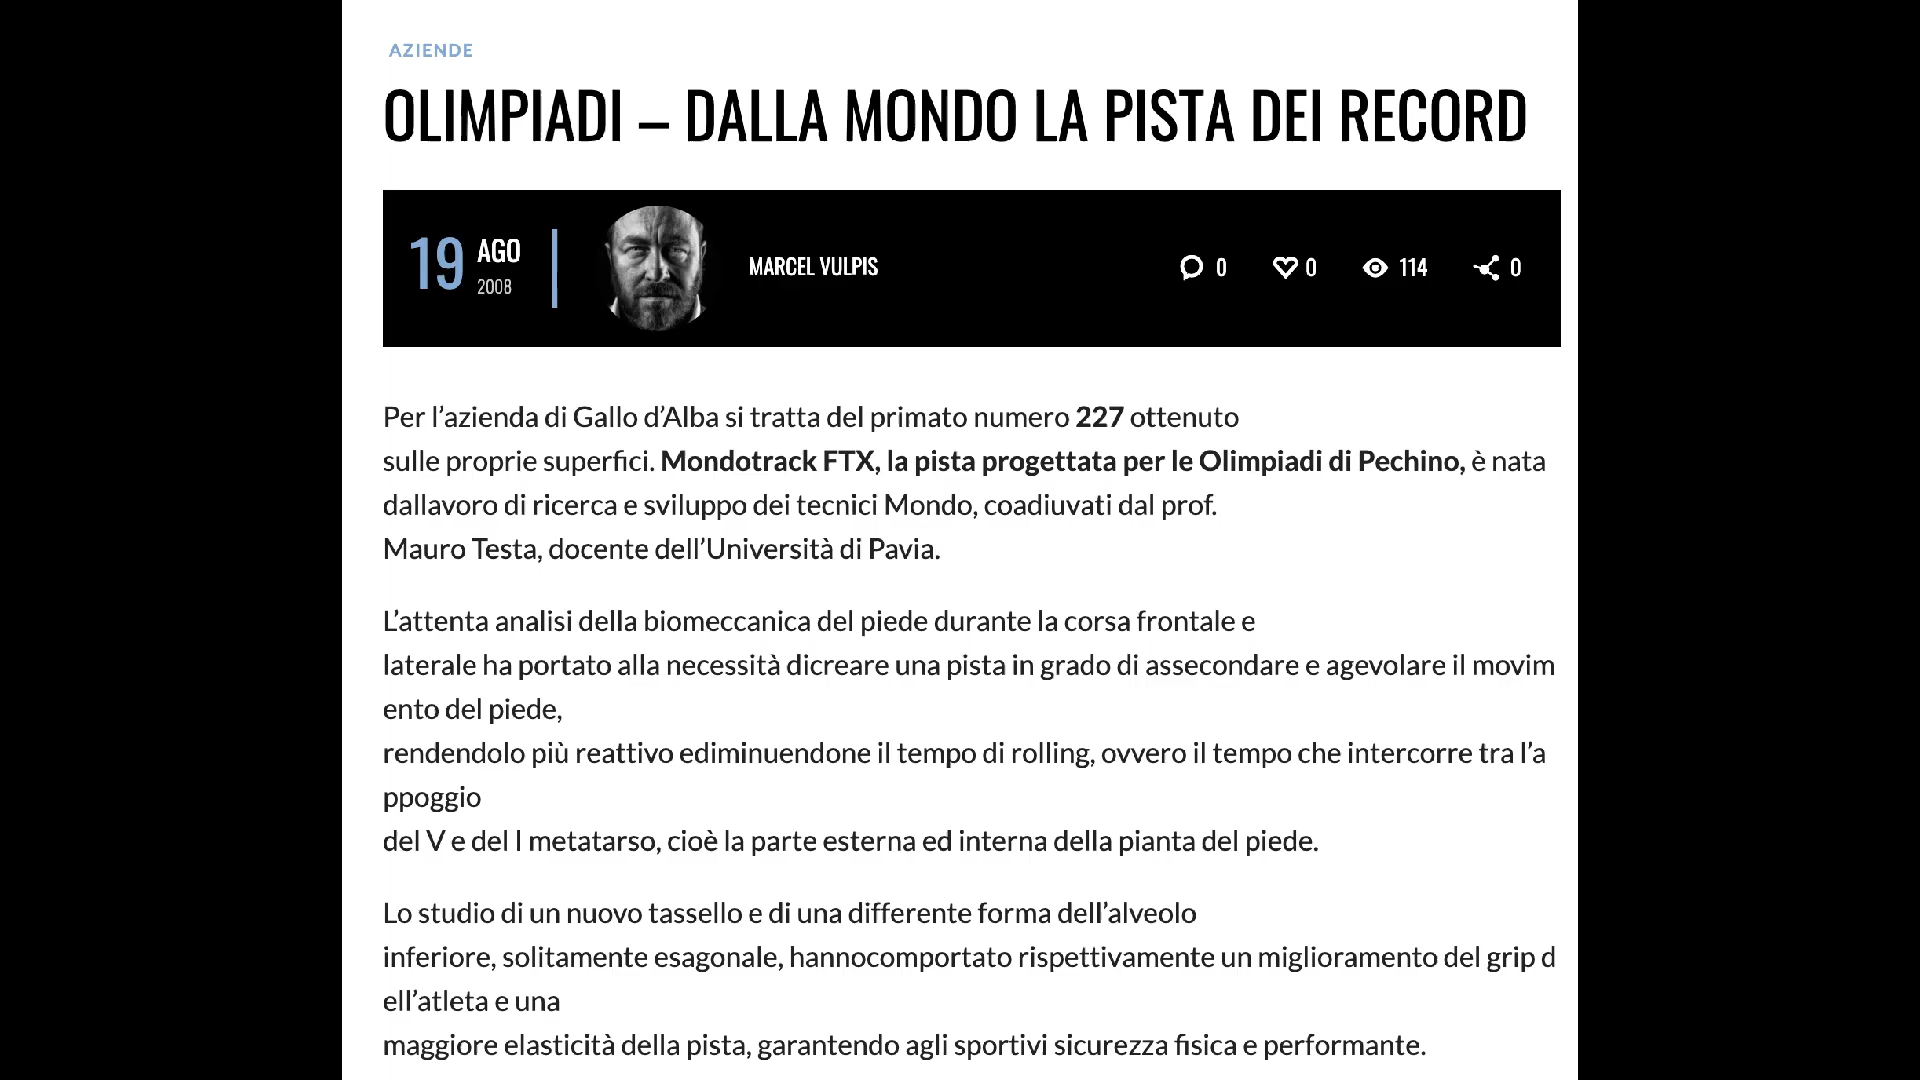 AZIENDE
OLIMPIADI – DALLA MONDO LA PISTA DEI RECORD
19 AGO 2008 MARCEL VULPIS 0 0 114 0
Per l’azienda di Gallo d’Alba si tratta del primato numero 227 ottenuto
sulle proprie superfici. Mondotrack FTX, la pista progettata per le Olimpiadi di Pechino, è nata
dallavoro di ricerca e sviluppo dei tecnici Mondo, coadiuvati dal prof.
Mauro Testa, docente dell’Università di Pavia.
L’attenta analisi della biomeccanica del piede durante la corsa frontale e
laterale ha portato alla necessità dicreare una pista in grado di assecondare e agevolare il movim
ento del piede,
rendendolo più reattivo ediminuendone il tempo di rolling, ovvero il tempo che intercorre tra l’a
ppoggio
del V e del I metatarso, cioè la parte esterna ed interna della pianta del piede.
Lo studio di un nuovo tassello e di una differente forma dell’alveolo
inferiore, solitamente esagonale, hannocomportato rispettivamente un miglioramento del grip d
ell’atleta e una
maggiore elasticità della pista, garantendo agli sportivi sicurezza fisica e performante.